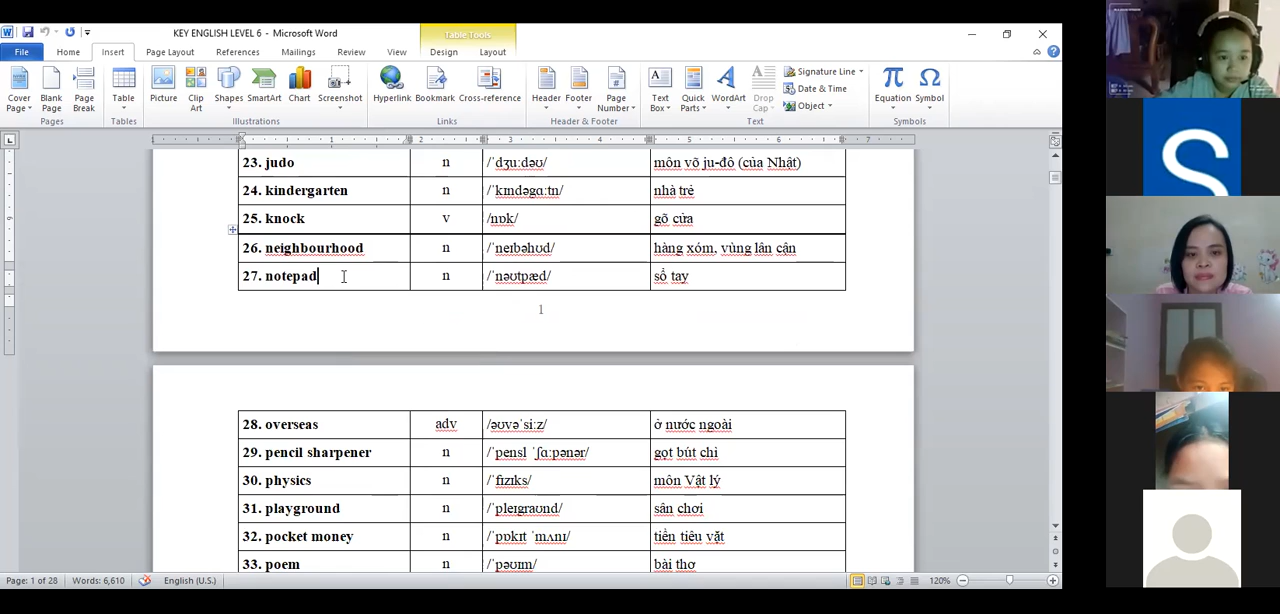 KEY ENGLISH LEVEL 6 - Microsoft Word
Table Tools
File Home Insert Page Layout References Mailings Review View Design Layout
Cover Page Blank Page Page Break Table Picture Clip Art Shapes SmartArt Chart Screenshot Hyperlink Bookmark Cross-reference Header Footer Page Number Text Box Quick Parts WordArt Drop Cap Signature Line Date & Time Object Equation Symbol
Pages Tables Illustrations Links Header & Footer Text Symbols
23. judo n /ˈdʒuːdəʊ/ môn võ ju-đô (của Nhật)
24. kindergarten n /ˈkɪndəgɑːtn/ nhà trẻ
25. knock v /nɒk/ gõ cửa
26. neighbourhood n /ˈneɪbəhʊd/ hàng xóm, vùng lân cận
27. notepad n /ˈnəʊtpæd/ sổ tay
1
28. overseas adv /əʊvəˈsiːz/ ở nước ngoài
29. pencil sharpener n /ˈpensl ˈʃɑːpənər/ gọt bút chì
30. physics n /ˈfɪzɪks/ môn Vật lý
31. playground n /ˈpleɪgraʊnd/ sân chơi
32. pocket money n /ˈpɒkɪt ˈmʌnɪ/ tiền tiêu vặt
33. poem n /ˈpəʊɪm/ bài thơ
Page: 1 of 28 Words: 6,610 English (U.S.) 120%
S